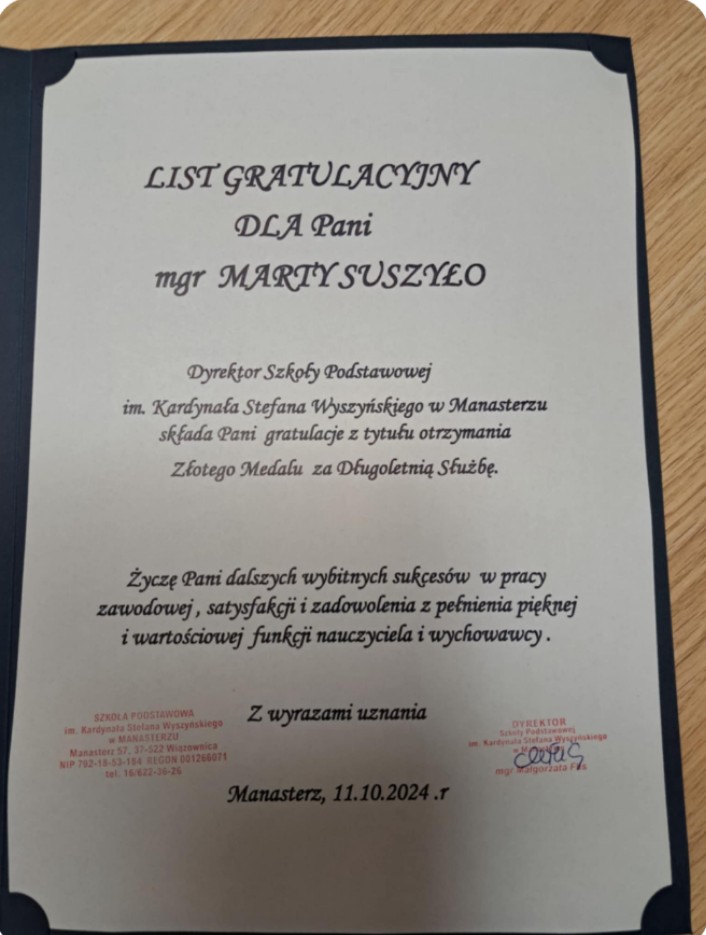 LIST GRATULACYJNY
DLA Pani
mgr MARTY SUSZYŁO
Dyrektor Szkoły Podstawowej
im. Kardynała Stefana Wyszyńskiego w Manasterzu
składa Pani gratulacje z tytułu otrzymania
Złotego Medalu za Długoletnią Służbę.
Życzę Pani dalszych wybitnych sukcesów w pracy
zawodowej , satysfakcji i zadowolenia z pełnienia pięknej
i wartościowej funkcji nauczyciela i wychowawcy .
Z wyrazami uznania
SZKOŁA PODSTAWOWA
im. Kardynała Stefana Wyszyńskiego
w MANASTERZU
Manasterz 57, 37-522 Wiązownica
NIP 792-18-53-184 REGON 001266071
tel. 16/622-36-26
DYREKTOR
Szkoły Podstawowej
im. Kardynała Stefana Wyszyńskiego
mgr Małgorzata
Manasterz, 11.10.2024 .r